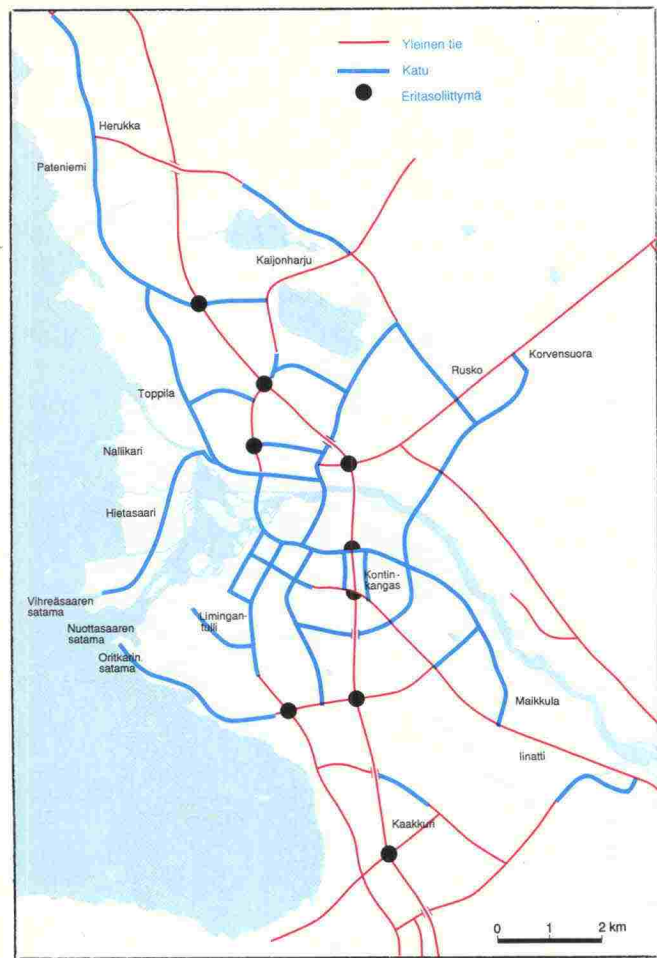 Yleinen tie
Katu
Eritasoliittymä
Herukka
Pateniemi
Kaijonharju
Rusko
Korvensuora
Toppila
Nallikari
Hietasaari
Kontin-
kangas
Vihreäsaaren
satama
Limingan-
tulli
Nuottasaaren
satama
Oritkarin
satama
Maikkula
Iinatti
Kaakkuri
0 1 2 km